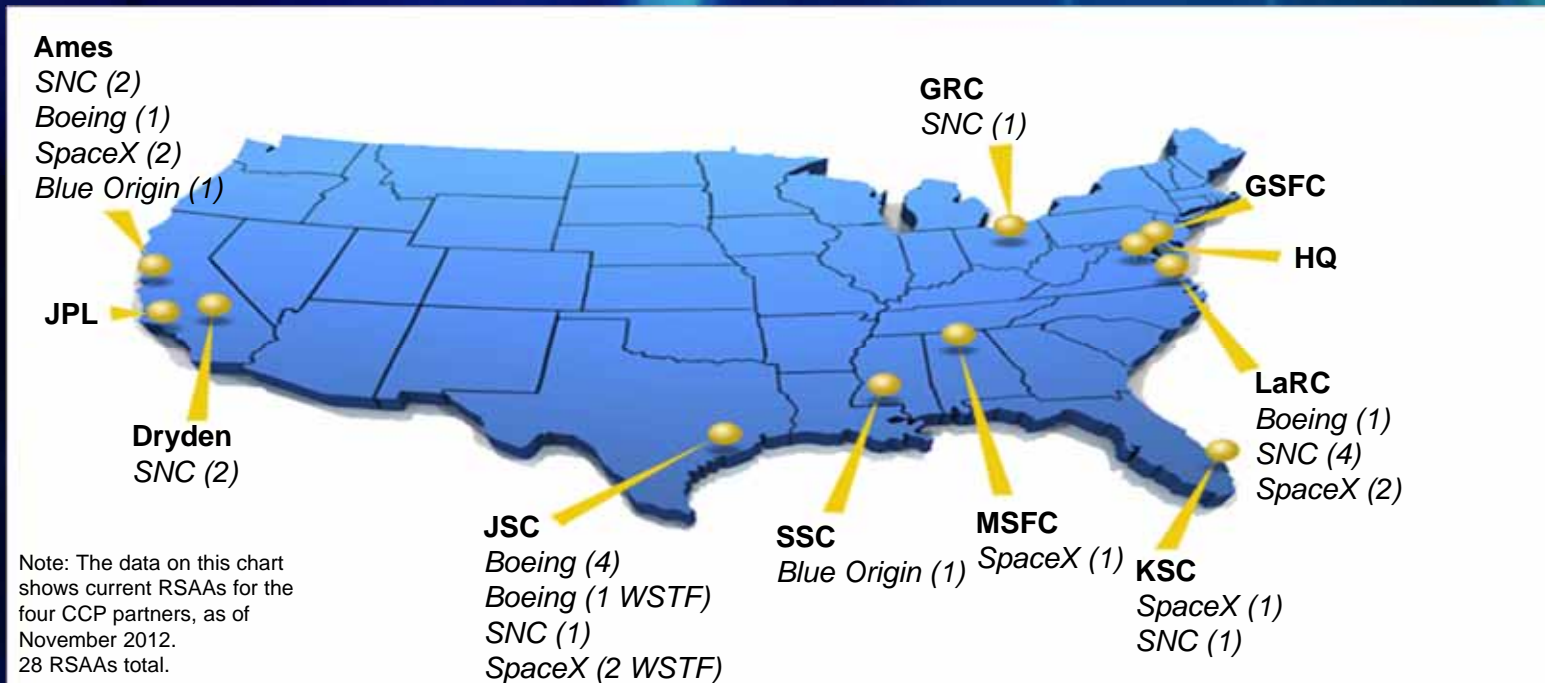 Ames
SNC (2)
Boeing (1)
SpaceX (2)
Blue Origin (1)
GRC
SNC (1)
GSFC
HQ
JPL
Dryden
SNC (2)
LaRC
Boeing (1)
SNC (4)
SpaceX (2)
JSC
Boeing (4)
Boeing (1 WSTF)
SNC (1)
SpaceX (2 WSTF)
SSC
Blue Origin (1)
MSFC
SpaceX (1)
KSC
SpaceX (1)
SNC (1)
Note: The data on this chart
shows current RSAAs for the
four CCP partners, as of
November 2012.
28 RSAAs total.